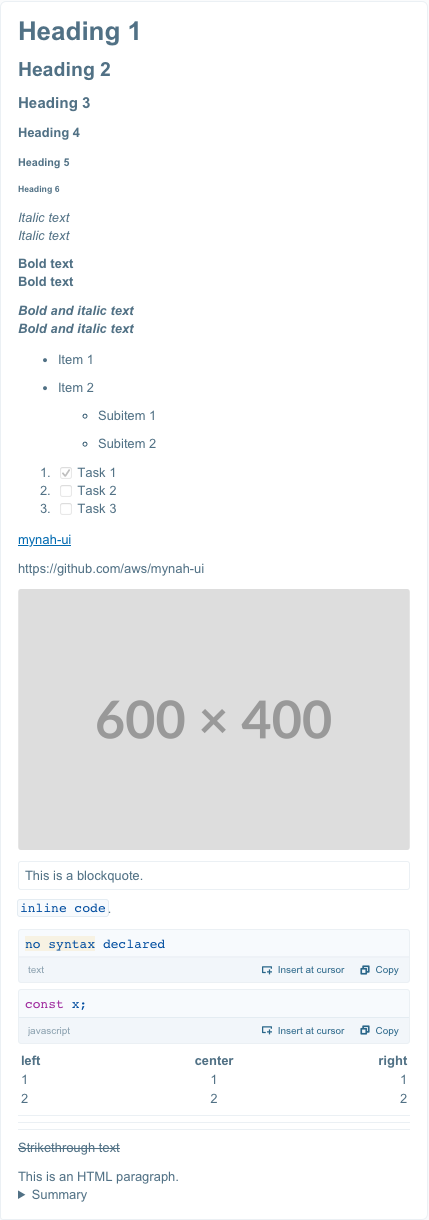 Heading 1
Heading 2
Heading 3
Heading 4
Heading 5
Heading 6
Italic text
Italic text
Bold text
Bold text
Bold and italic text
Bold and italic text
• Item 1
• Item 2
◦ Subitem 1
◦ Subitem 2
1. Task 1
2. Task 2
3. Task 3
mynah-ui
https://github.com/aws/mynah-ui
600 × 400
This is a blockquote.
inline code.
no syntax declared
text Insert at cursor Copy
const x;
javascript Insert at cursor Copy
left center right
1 1 1
2 2 2
Strikethrough text
This is an HTML paragraph.
Summary